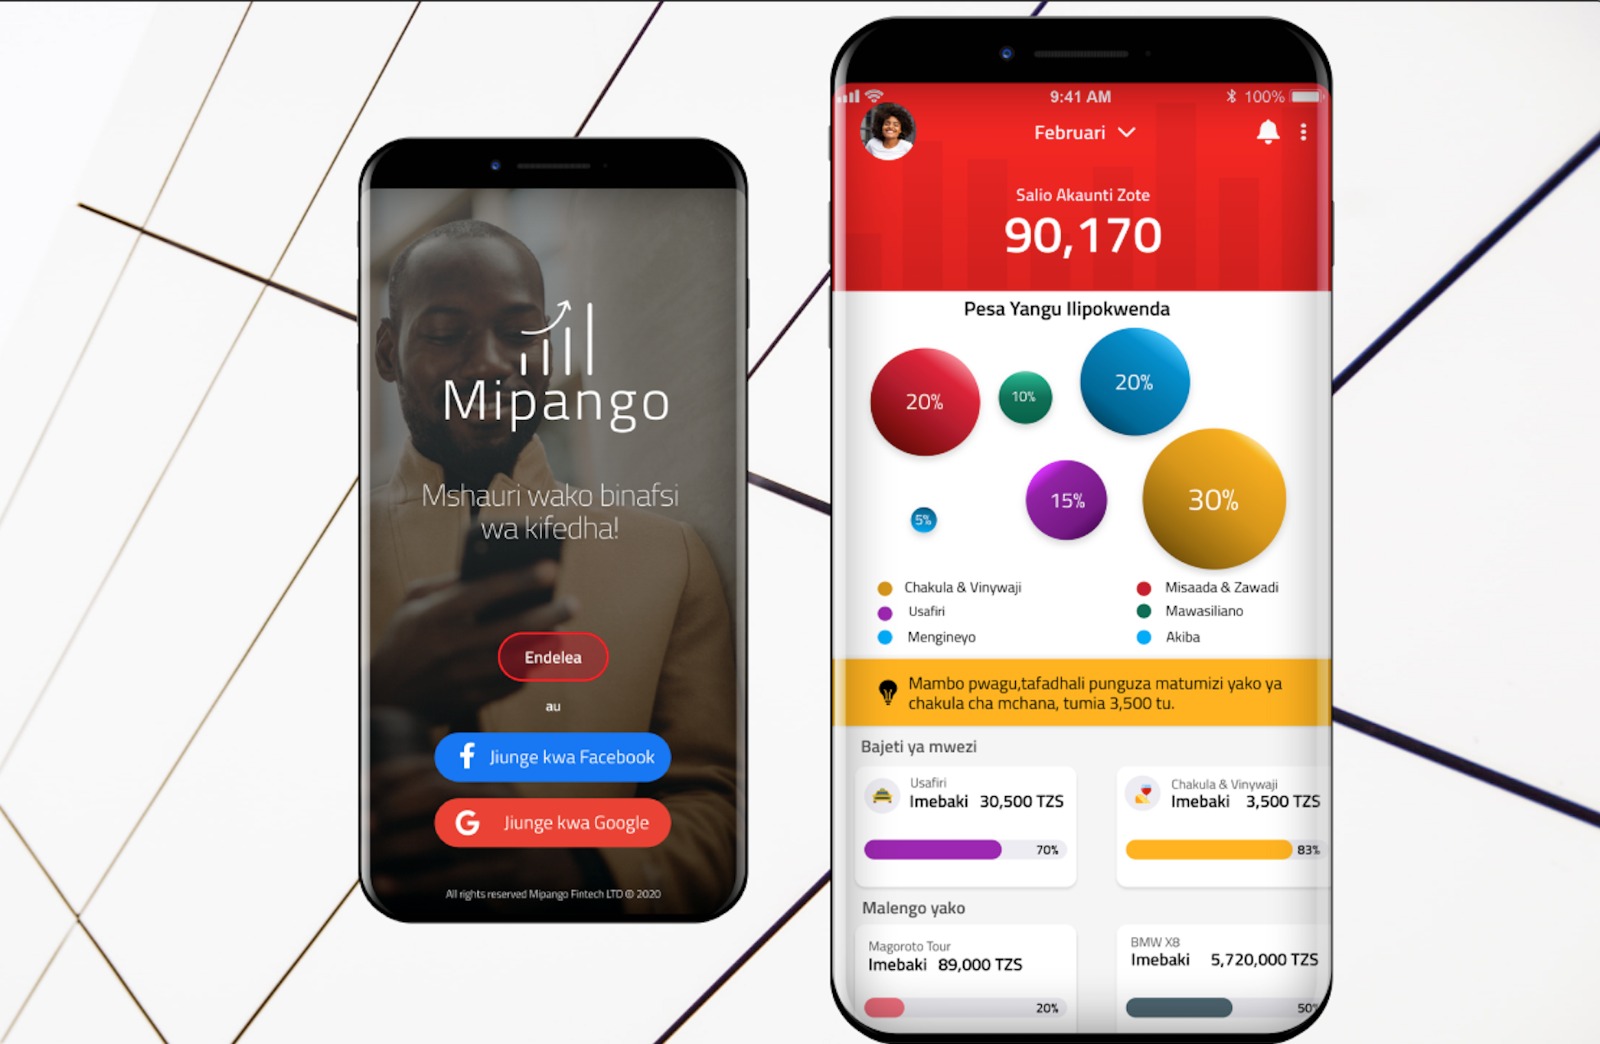 Mipango
Mshauri wako binafsi
wa kifedha!
Endelea
au
Jiunge kwa Facebook
Jiunge kwa Google
All rights reserved Mipango Fintech LTD © 2020
9:41 AM
100%
Februari
Salio Akaunti Zote
90,170
Pesa Yangu Ilipokwenda
20%
10%
20%
15%
30%
5%
Chakula & Vinywaji
Misaada & Zawadi
Usafiri
Mawasiliano
Mengineyo
Akiba
Mambo pwagu,tafadhali punguza matumizi yako ya
chakula cha mchana, tumia 3,500 tu.
Bajeti ya mwezi
Usafiri
Imebaki 30,500 TZS
70%
Chakula & Vinywaji
Imebaki 3,500 TZS
83%
Malengo yako
Magoroto Tour
Imebaki 89,000 TZS
20%
BMW X8
Imebaki 5,720,000 TZS
50%